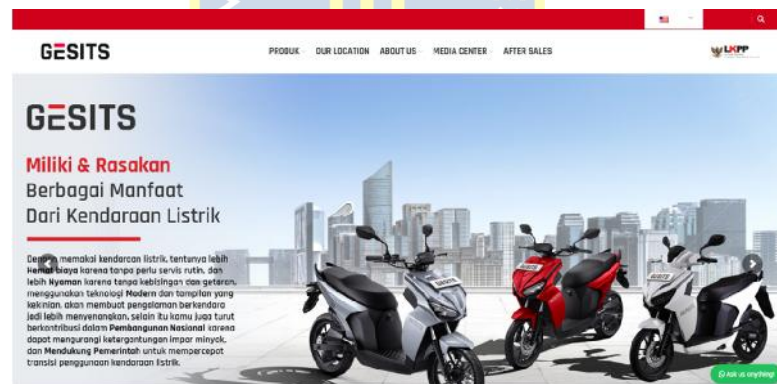 GESITS
PRODUK
OUR LOCATION
ABOUT US
MEDIA CENTER
AFTER SALES
LKPP
GESITS
Miliki & Rasakan
Berbagai Manfaat
Dari Kendaraan Listrik
Dengan memakai kendaraan listrik, tentunya lebih
Hemat biaya karena tanpa perlu servis rutin, dan
lebih Nyaman karena tanpa kebisingan dan getaran,
menggunakan teknologi Modern dan tampilan yang
kekinian, akan membuat pengalaman berkendara
jadi lebih menyenangkan, selain itu kamu juga turut
berkontribusi dalam Pembangunan Nasional karena
dapat mengurangi ketergantungan impor minyak,
dan Mendukung Pemerintah untuk mempercepat
transisi penggunaan kendaraan listrik.
GESITS
GESITS
GESITS
Ask us anything!